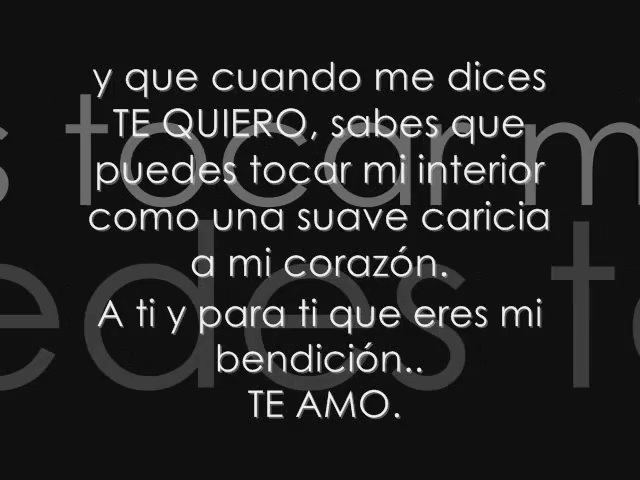 y que cuando me dices
TE QUIERO, sabes que
puedes tocar mi interior
como una suave caricia
a mi corazón.
A ti y para ti que eres mi
bendición..
TE AMO.